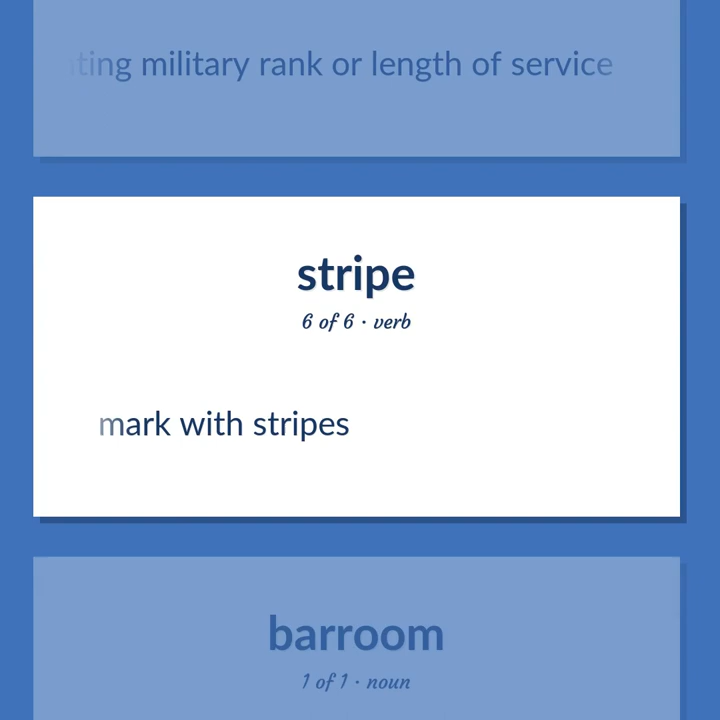 military rank or length of service
stripe
6 of 6 · verb
mark with stripes
barroom
1 of 1 · noun